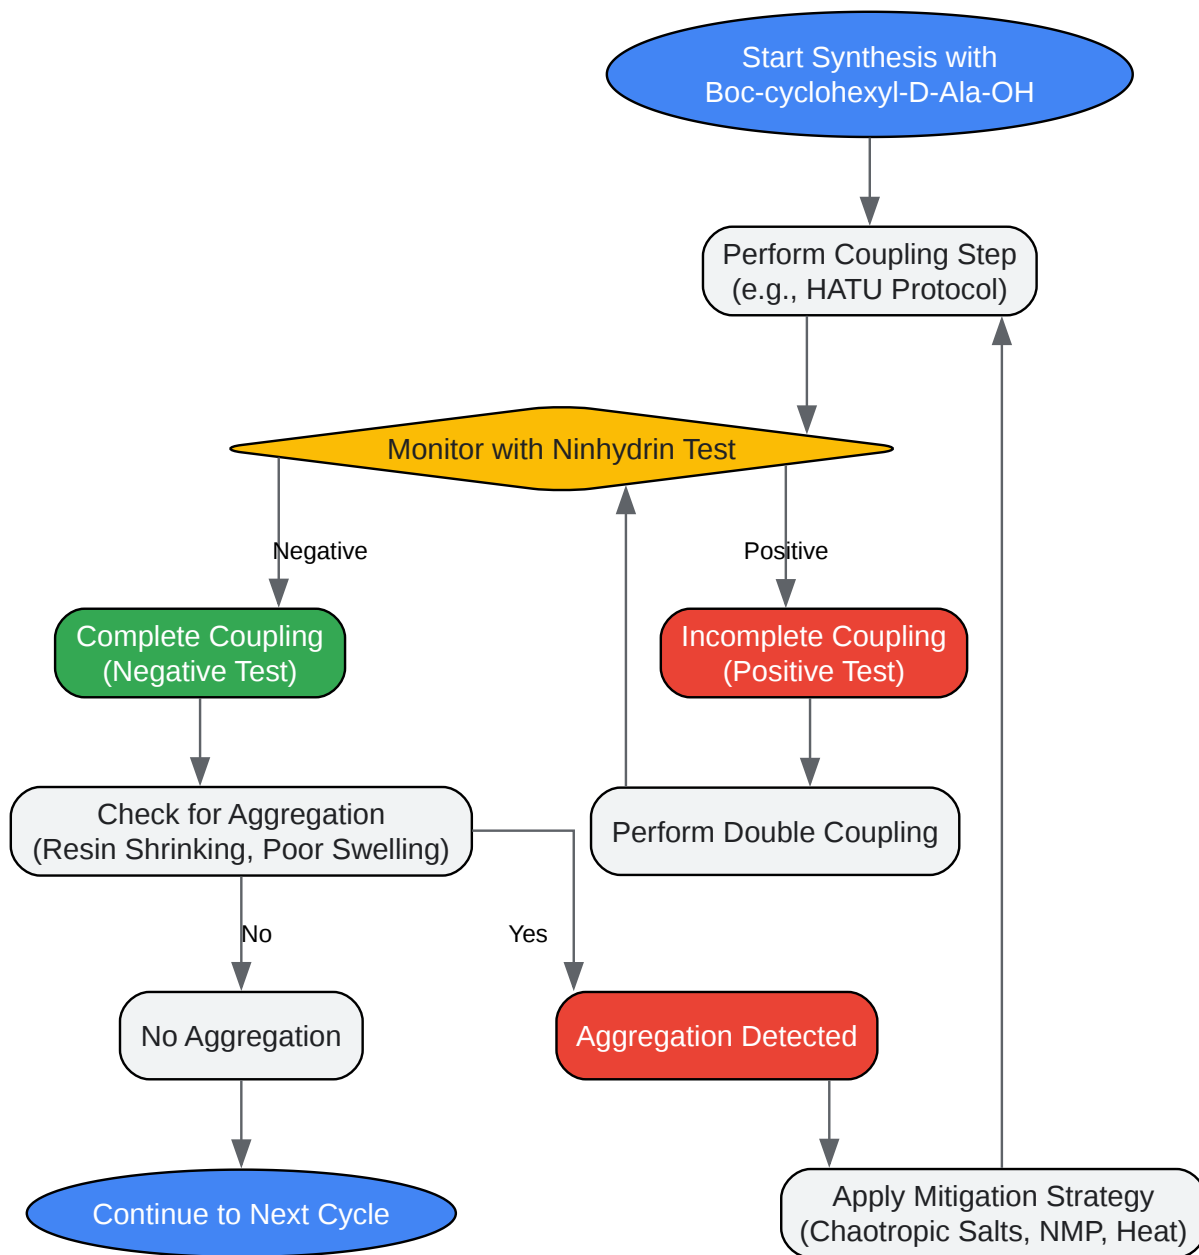 Start Synthesis with
Boc-cyclohexyl-D-Ala-OH
Perform Coupling Step
(e.g., HATU Protocol)
Monitor with Ninhydrin Test
Negative
Positive
Complete Coupling
(Negative Test)
Incomplete Coupling
(Positive Test)
Check for Aggregation
(Resin Shrinking, Poor Swelling)
Perform Double Coupling
No
Yes
No Aggregation
Aggregation Detected
Continue to Next Cycle
Apply Mitigation Strategy
(Chaotropic Salts, NMP, Heat)